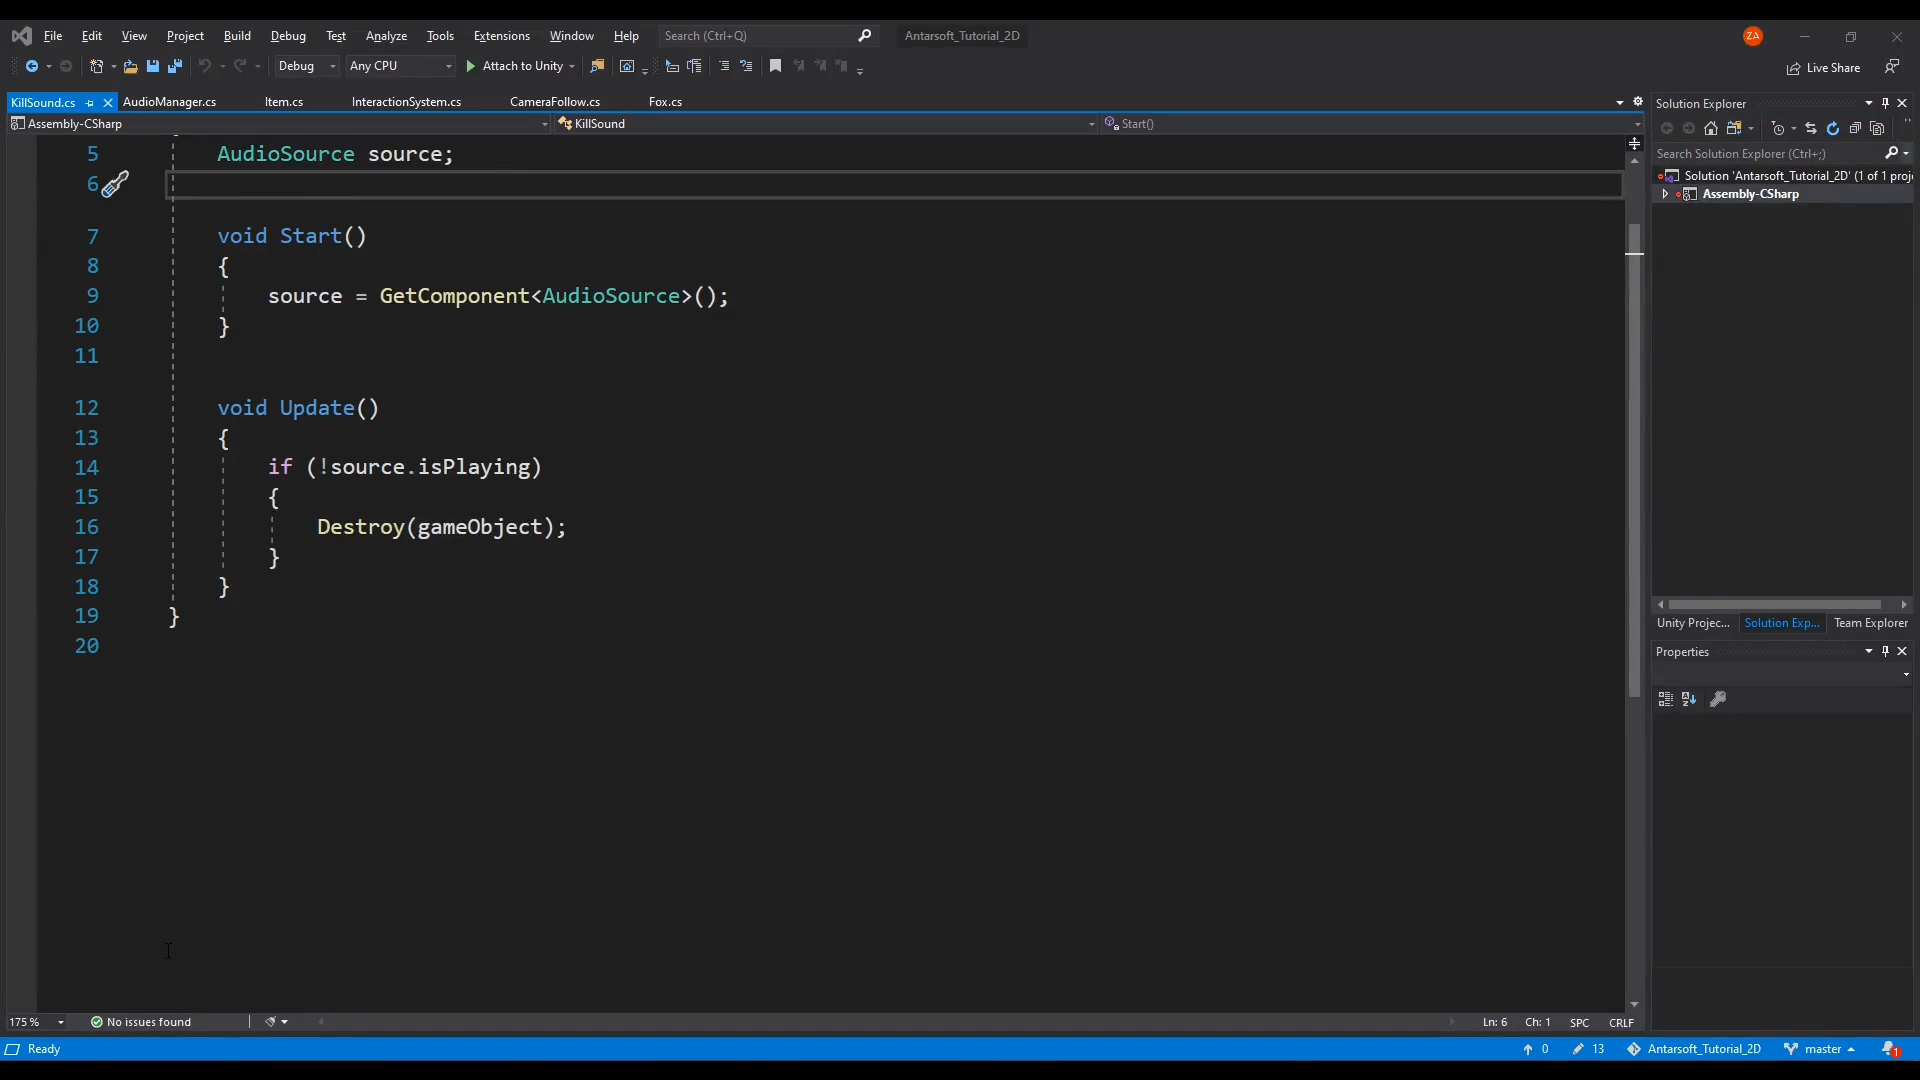 File Edit View Project Build Debug Test Analyze Tools Extensions Window Help Search (Ctrl+Q) Antarsoft_Tutorial_2D ZA
Debug Any CPU Attach to Unity Live Share
KillSound.cs AudioManager.cs Item.cs InteractionSystem.cs CameraFollow.cs Fox.cs
Assembly-CSharp KillSound Start()
5 AudioSource source;
6
7 void Start()
8 {
9 source = GetComponent<AudioSource>();
10 }
11
12 void Update()
13 {
14 if (!source.isPlaying)
15 {
16 Destroy(gameObject);
17 }
18 }
19 }
20
175 % No issues found Ln: 6 Ch: 1 SPC CRLF
Solution Explorer
Search Solution Explorer (Ctrl+;)
Solution 'Antarsoft_Tutorial_2D' (1 of 1 proj
Assembly-CSharp
Unity Projec... Solution Exp... Team Explorer
Properties
Ready 0 13 Antarsoft_Tutorial_2D master 1